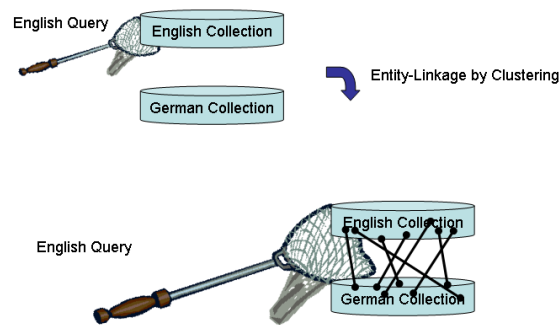 English Query
English Collection
Entity-Linkage by Clustering
German Collection
English Collection
English Query
German Collection